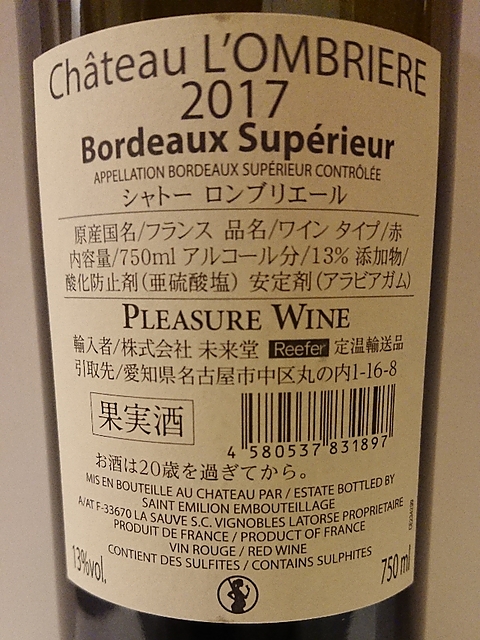 Château L'OMBRIERE
2017
Bordeaux Supérieur
APPELLATION BORDEAUX SUPÉRIEUR CONTRÔLÉE
シャトー ロンブリエール
原産国名/フランス 品名/ワイン タイプ/赤
内容量/750ml アルコール分/13% 添加物/
酸化防止剤(亜硫酸塩) 安定剤(アラビアガム)
PLEASURE WINE
輸入者/株式会社 未来堂 Reefer 定温輸送品
引取先/愛知県名古屋市中区丸の内1-16-8
果実酒
4 580537 831897
お酒は20歳を過ぎてから。
MIS EN BOUTEILLE AU CHATEAU PAR / ESTATE BOTTLED BY
SAINT EMILION EMBOUTEILLAGE
A/AT F-33670 LA SAUVE S.C. VIGNOBLES LATORSE PROPRIETAIRE
PRODUIT DE FRANCE / PRODUCT OF FRANCE
VIN ROUGE / RED WINE
CONTIENT DES SULFITES / CONTAINS SULPHITES
13%vol.
750 ml